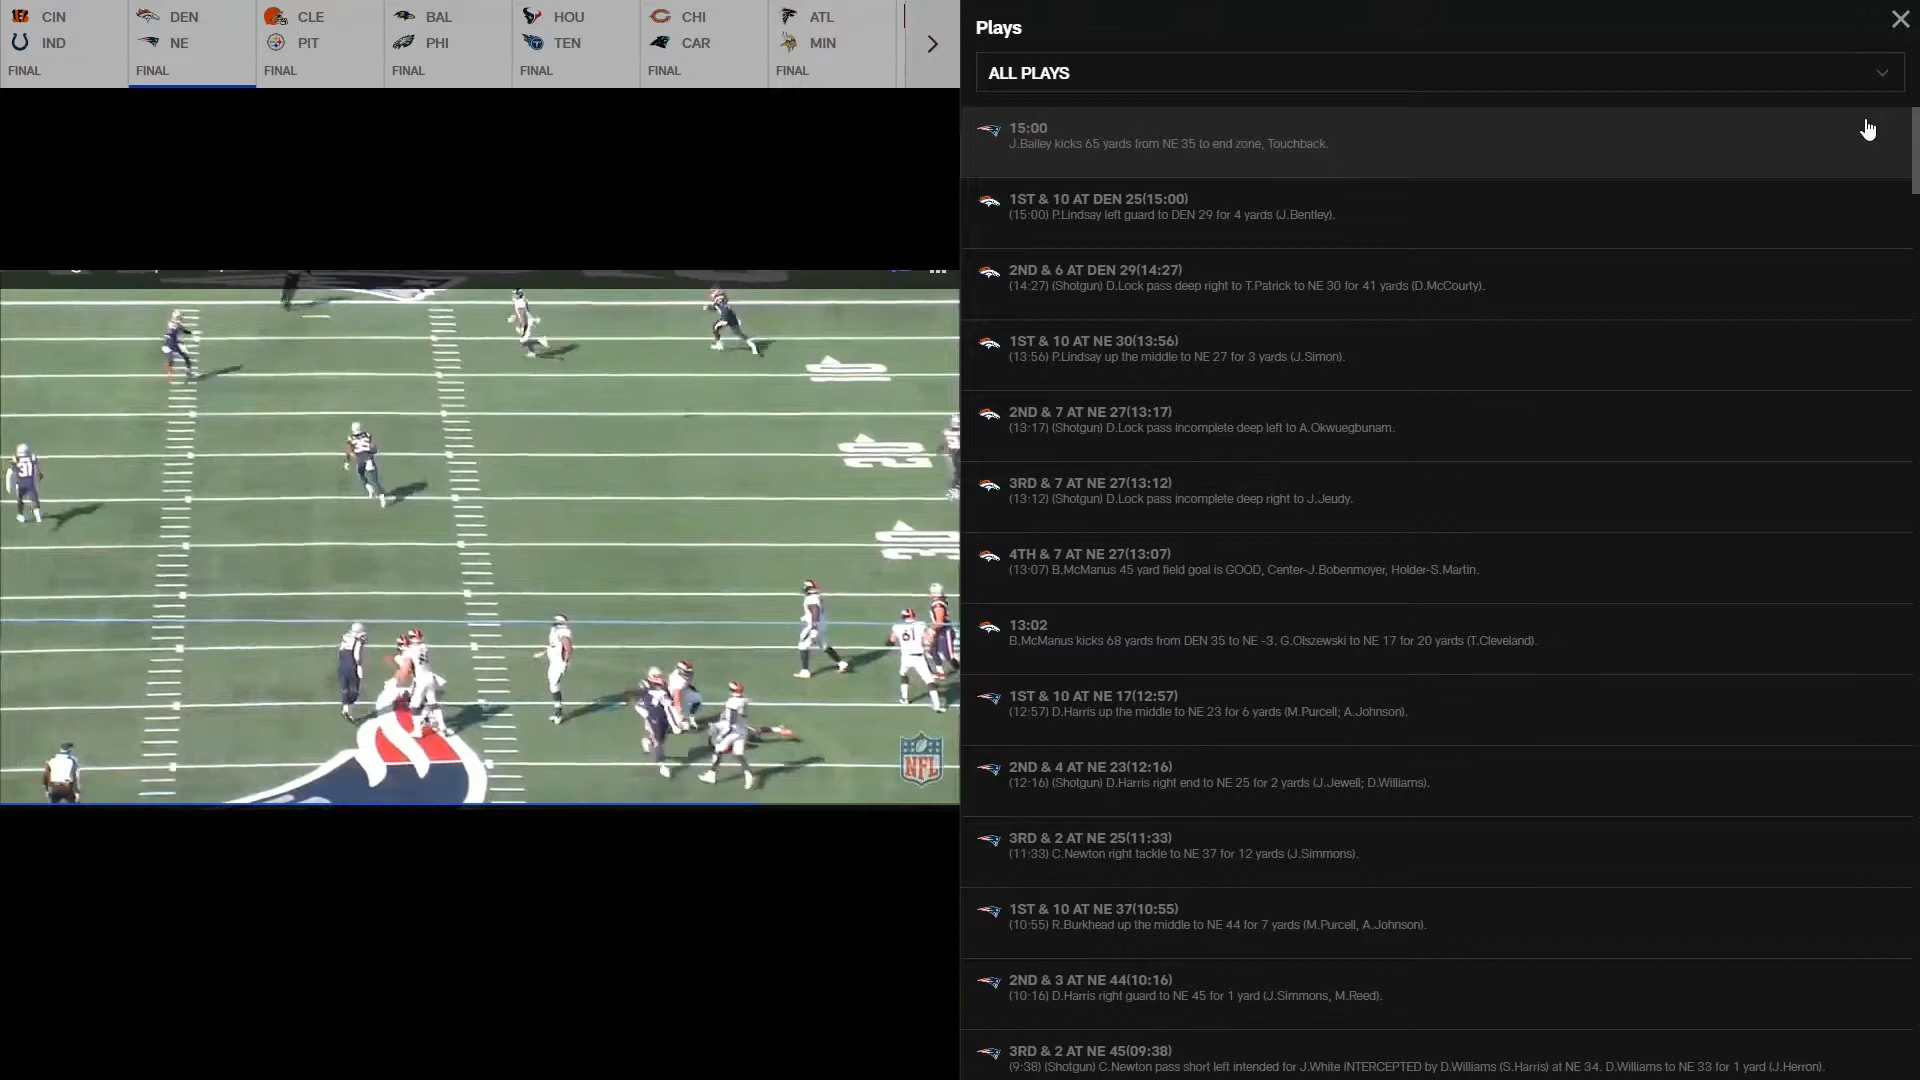 CIN
IND
FINAL
DEN
NE
FINAL
CLE
PIT
FINAL
BAL
PHI
FINAL
HOU
TEN
FINAL
CHI
CAR
FINAL
ATL
MIN
FINAL
Plays
ALL PLAYS
15:00
J.Bailey kicks 65 yards from NE 35 to end zone, Touchback.
1ST & 10 AT DEN 25(15:00)
(15:00) P.Lindsay left guard to DEN 29 for 4 yards (J.Bentley).
2ND & 6 AT DEN 29(14:27)
(14:27) (Shotgun) D.Lock pass deep right to T.Patrick to NE 30 for 41 yards (D.McCourty).
1ST & 10 AT NE 30(13:56)
(13:56) P.Lindsay up the middle to NE 27 for 3 yards (J.Simon).
2ND & 7 AT NE 27(13:17)
(13:17) (Shotgun) D.Lock pass incomplete deep left to A.Okwuegbunam.
3RD & 7 AT NE 27(13:12)
(13:12) (Shotgun) D.Lock pass incomplete deep right to J.Jeudy.
4TH & 7 AT NE 27(13:07)
(13:07) B.McManus 45 yard field goal is GOOD, Center-J.Bobenmoyer, Holder-S.Martin.
13:02
B.McManus kicks 68 yards from DEN 35 to NE -3. G.Olszewski to NE 17 for 20 yards (T.Cleveland).
1ST & 10 AT NE 17(12:57)
(12:57) D.Harris up the middle to NE 23 for 6 yards (M.Purcell; A.Johnson).
2ND & 4 AT NE 23(12:16)
(12:16) (Shotgun) D.Harris right end to NE 25 for 2 yards (J.Jewell; D.Williams).
3RD & 2 AT NE 25(11:33)
(11:33) C.Newton right tackle to NE 37 for 12 yards (J.Simmons).
1ST & 10 AT NE 37(10:55)
(10:55) R.Burkhead up the middle to NE 44 for 7 yards (M.Purcell, A.Johnson).
2ND & 3 AT NE 44(10:16)
(10:16) D.Harris right guard to NE 45 for 1 yard (J.Simmons, M.Reed).
3RD & 2 AT NE 45(09:38)
(9:38) (Shotgun) C.Newton pass short left intended for J.White INTERCEPTED by D.Williams (S.Harris) at NE 34. D.Williams to NE 33 for 1 yard (J.Herron).
31
61
NFL